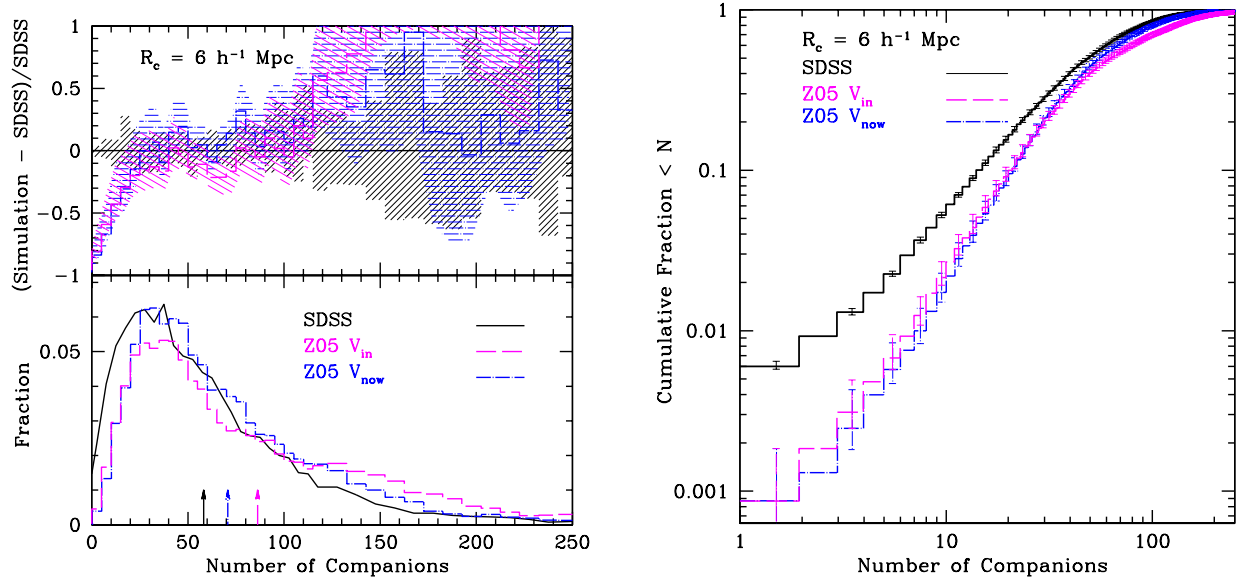 (Simulation − SDSS)/SDSS
1
0.5
0
−0.5
−1
R_c = 6 h⁻¹ Mpc
Fraction
0.05
0
SDSS
Z05 V_in
Z05 V_now
0 50 100 150 200 250
Number of Companions
Cumulative Fraction < N
1
0.1
0.01
0.001
R_c = 6 h⁻¹ Mpc
SDSS
Z05 V_in
Z05 V_now
1 10 100
Number of Companions